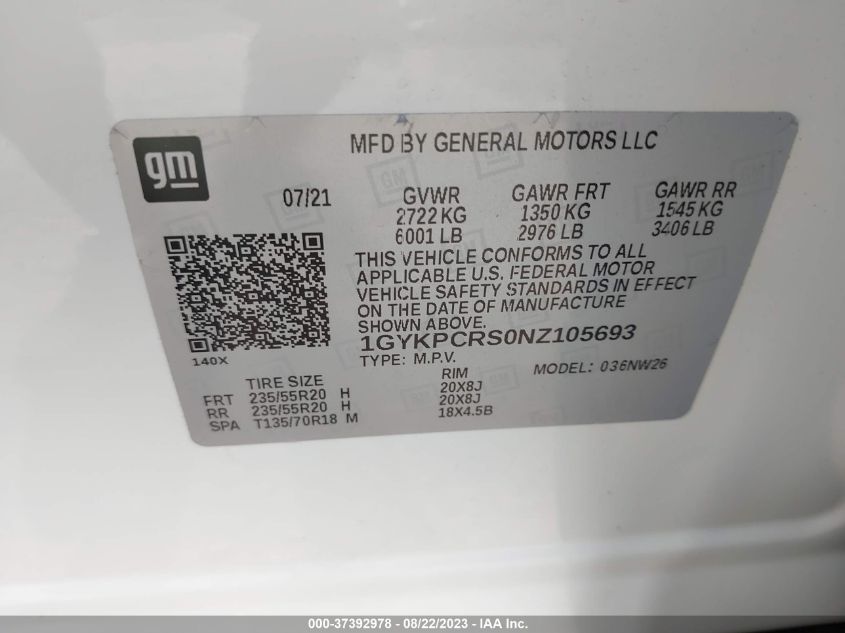 gm
MFD BY GENERAL MOTORS LLC
07/21 GVWR GAWR FRT GAWR RR
2722 KG 1350 KG 1545 KG
6001 LB 2976 LB 3406 LB
THIS VEHICLE CONFORMS TO ALL
APPLICABLE U.S. FEDERAL MOTOR
VEHICLE SAFETY STANDARDS IN EFFECT
ON THE DATE OF MANUFACTURE
SHOWN ABOVE.
1GYKPCRS0NZ105693
140X
TYPE: M.P.V. MODEL: 036NW26
TIRE SIZE RIM
FRT 235/55R20 H 20X8J
RR 235/55R20 H 20X8J
SPA T135/70R18 M 18X4.5B
000-37392978 - 08/22/2023 - IAA Inc.